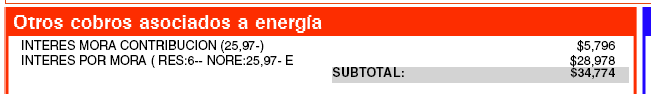 Otros cobros asociados a energía
INTERES MORA CONTRIBUCION (25,97-) $5,796
INTERES POR MORA ( RES:6-- NORE:25,97- E $28,978
SUBTOTAL: $34,774